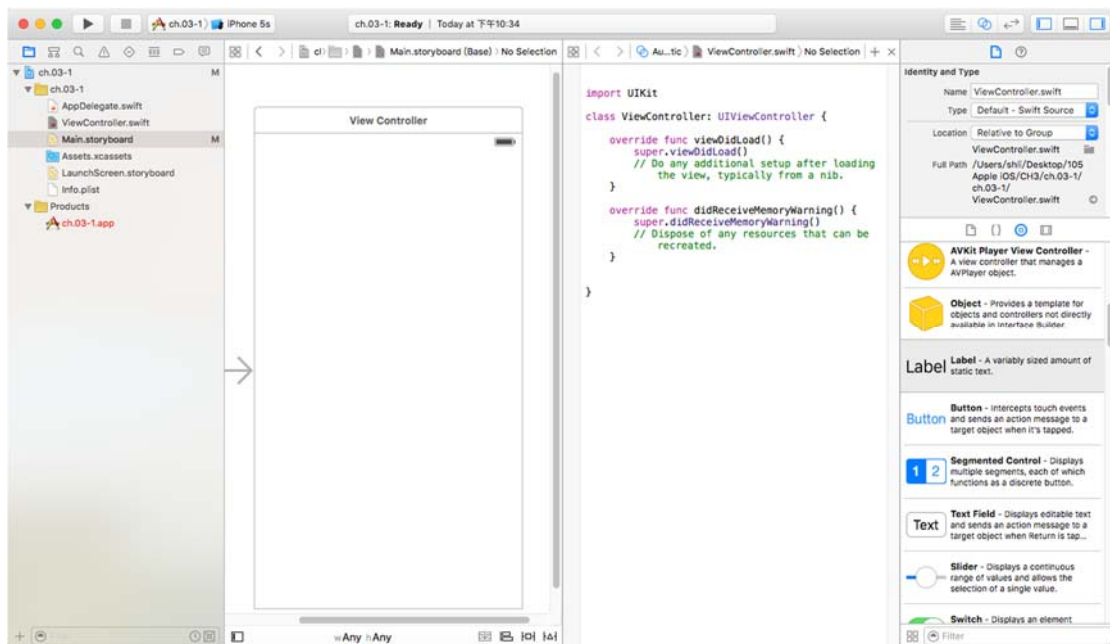 ch.03-1 〉 iPhone 5s
ch.03-1: Ready | Today at 下午10:34
Main.storyboard (Base) 〉 No Selection
Au...tic 〉 ViewController.swift 〉 No Selection
ch.03-1 M
ch.03-1
AppDelegate.swift
ViewController.swift
Main.storyboard M
Assets.xcassets
LaunchScreen.storyboard
Info.plist
Products
ch.03-1.app
View Controller
wAny hAny
import UIKit
class ViewController: UIViewController {
override func viewDidLoad() {
super.viewDidLoad()
// Do any additional setup after loading
the view, typically from a nib.
}
override func didReceiveMemoryWarning() {
super.didReceiveMemoryWarning()
// Dispose of any resources that can be
recreated.
}
}
Identity and Type
Name ViewController.swift
Type Default - Swift Source
Location Relative to Group
ViewController.swift
Full Path /Users/shll/Desktop/105
Apple iOS/CH3/ch.03-1/
ch.03-1/
ViewController.swift
AVKit Player View Controller -
A view controller that manages a
AVPlayer object.
Object - Provides a template for
objects and controllers not directly
available in Interface Builder.
Label
Label - A variably sized amount of
static text.
Button
Button - Intercepts touch events
and sends an action message to a
target object when it's tapped.
1 2
Segmented Control - Displays
multiple segments, each of which
functions as a discrete button.
Text
Text Field - Displays editable text
and sends an action message to a
target object when Return is tap...
Slider - Displays a continuous
range of values and allows the
selection of a single value.
Switch - Displays an element
Filter